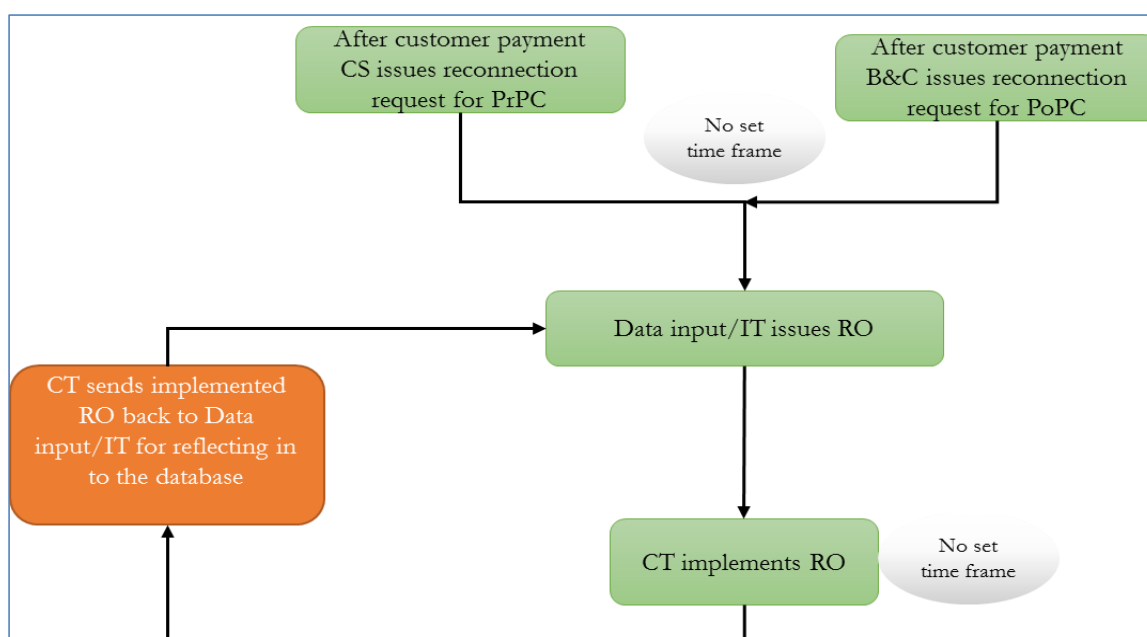 After customer payment
CS issues reconnection
request for PrPC
After customer payment
B&C issues reconnection
request for PoPC
No set
time frame
Data input/IT issues RO
CT sends implemented
RO back to Data
input/IT for reflecting in
to the database
CT implements RO
No set
time frame